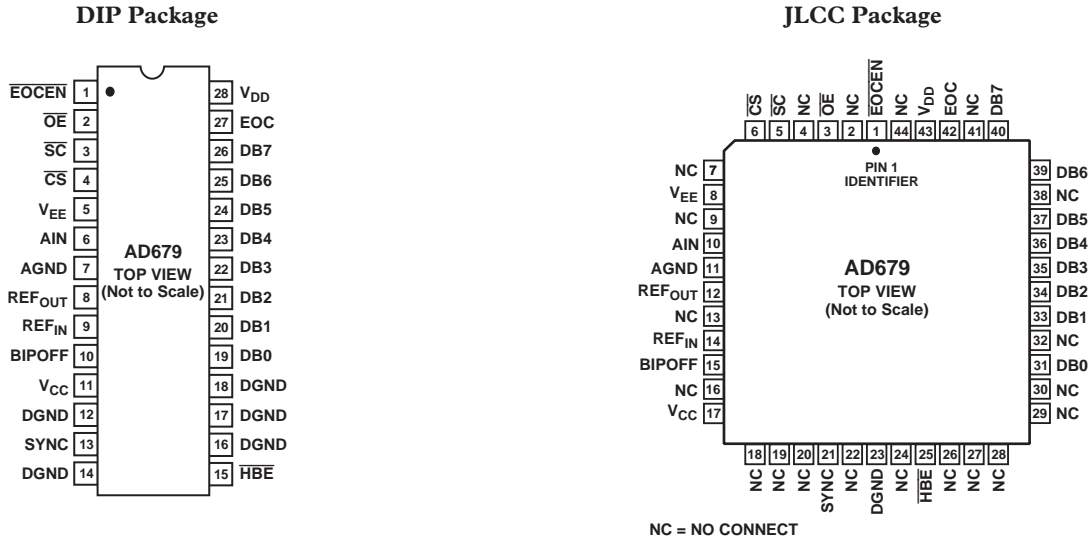 DIP Package
EOCEN 1
OE 2
SC 3
CS 4
VEE 5
AIN 6
AGND 7
REFOUT 8
REFIN 9
BIPOFF 10
VCC 11
DGND 12
SYNC 13
DGND 14
AD679
TOP VIEW
(Not to Scale)
28 VDD
27 EOC
26 DB7
25 DB6
24 DB5
23 DB4
22 DB3
21 DB2
20 DB1
19 DB0
18 DGND
17 DGND
16 DGND
15 HBE
JLCC Package
CS SC NC OE NC EOCEN NC VDD EOC NC DB7
6 5 4 3 2 1 44 43 42 41 40
PIN 1
IDENTIFIER
NC 7
VEE 8
NC 9
AIN 10
AGND 11
REFOUT 12
NC 13
REFIN 14
BIPOFF 15
NC 16
VCC 17
AD679
TOP VIEW
(Not to Scale)
39 DB6
38 NC
37 DB5
36 DB4
35 DB3
34 DB2
33 DB1
32 NC
31 DB0
30 NC
29 NC
18 19 20 21 22 23 24 25 26 27 28
NC NC NC SYNC NC DGND NC HBE NC NC NC
NC = NO CONNECT